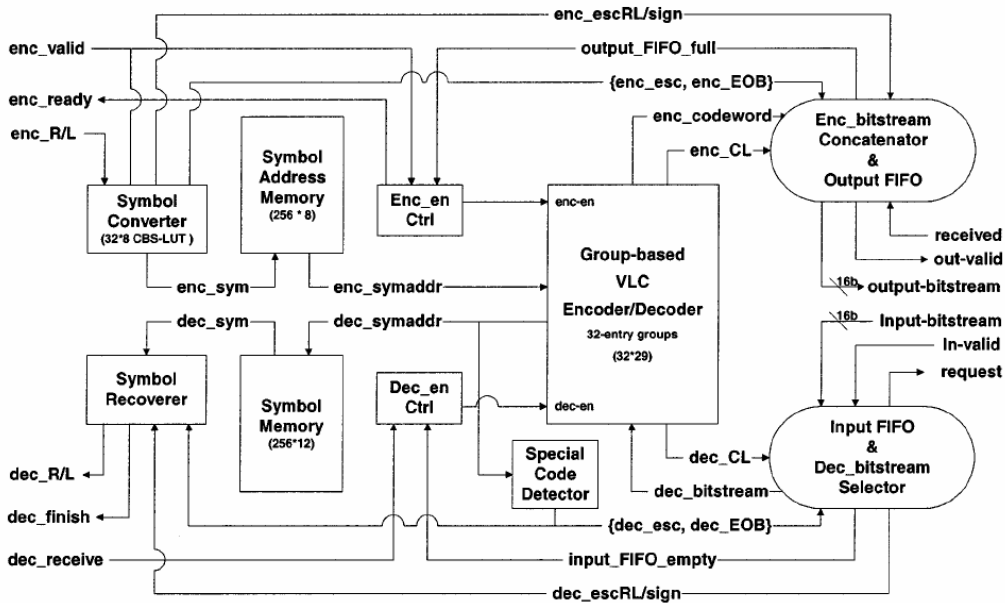 enc_escRL/sign
enc_valid
output_FIFO_full
{enc_esc, enc_EOB}
enc_ready
enc_codeword
enc_R/L
enc_CL
Enc_bitstream
Concatenator
&
Output FIFO
Symbol
Address
Memory
(256 * 8)
Symbol
Converter
(32*8 CBS-LUT )
Enc_en
Ctrl
enc-en
Group-based
VLC
Encoder/Decoder
32-entry groups
(32*29)
received
out-valid
enc_sym
enc_symaddr
16b
output-bitstream
dec_sym
dec_symaddr
16b
Input-bitstream
In-valid
request
Symbol
Recoverer
Symbol
Memory
(256*12)
Dec_en
Ctrl
dec-en
Input FIFO
&
Dec_bitstream
Selector
Special
Code
Detector
dec_CL
dec_R/L
dec_bitstream
dec_finish
{dec_esc, dec_EOB}
dec_receive
input_FIFO_empty
dec_escRL/sign